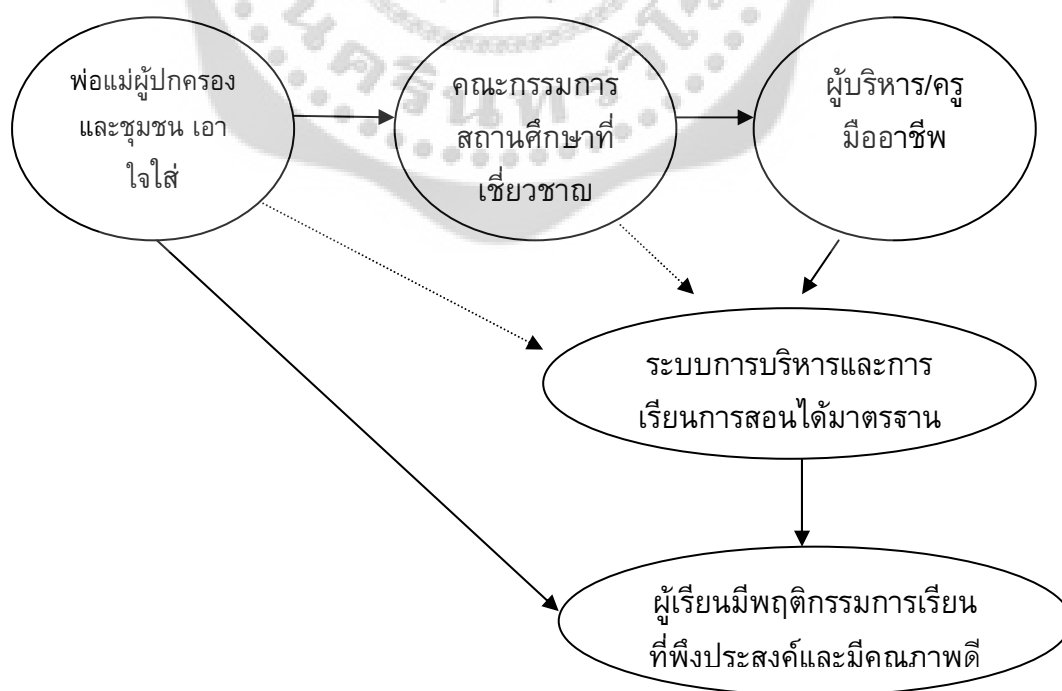 พ่อแม่ผู้ปกครอง
และชุมชน เอา
ใจใส่
คณะกรรมการ
สถานศึกษาที่
เชี่ยวชาญ
ผู้บริหาร/ครู
มืออาชีพ
ระบบการบริหารและการ
เรียนการสอนได้มาตรฐาน
ผู้เรียนมีพฤติกรรมการเรียน
ที่พึงประสงค์และมีคุณภาพดี